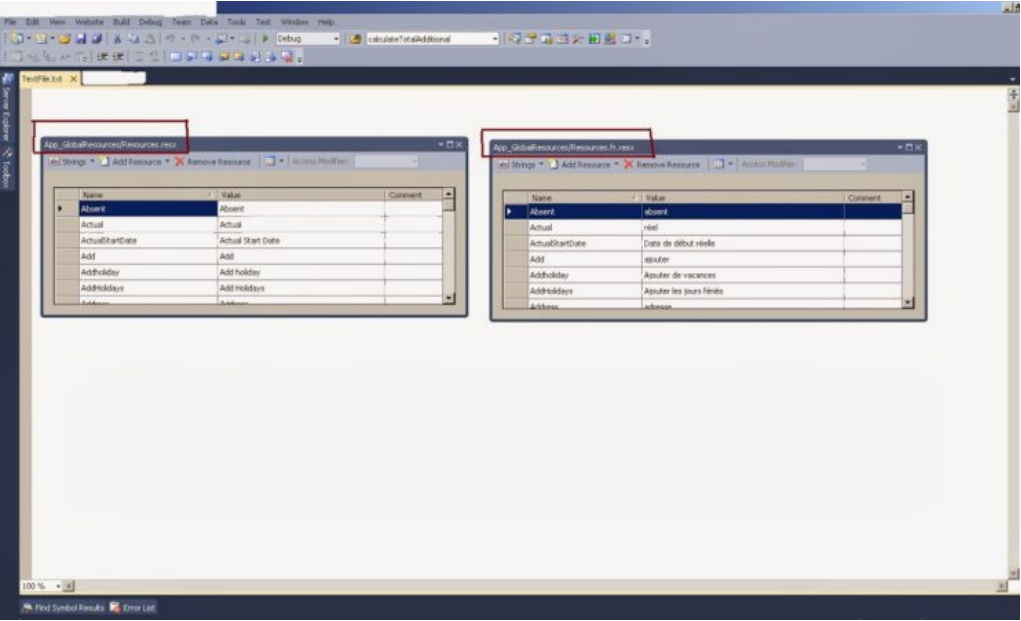 File Edit View Website Build Debug Team Data Tools Test Window Help
Debug calculateTotalAdditional
TextFile.txt X
Server Explorer
Toolbox
App_GlobalResources/Resources.resx
Strings Add Resource Remove Resource Access Modifier:
Name Value Comment
Absent Absent
Actual Actual
ActualStartDate Actual Start Date
Add Add
Addholiday Add holiday
AddHolidays Add Holidays
Address Address
App_GlobalResources/Resources.fr.resx
Strings Add Resource Remove Resource Access Modifier:
Name Value Comment
Absent absent
Actual réel
ActualStartDate Date de début réelle
Add ajouter
Addholiday Ajouter de vacances
AddHolidays Ajouter les jours fériés
Address adresse
100 %
Find Symbol Results Error List